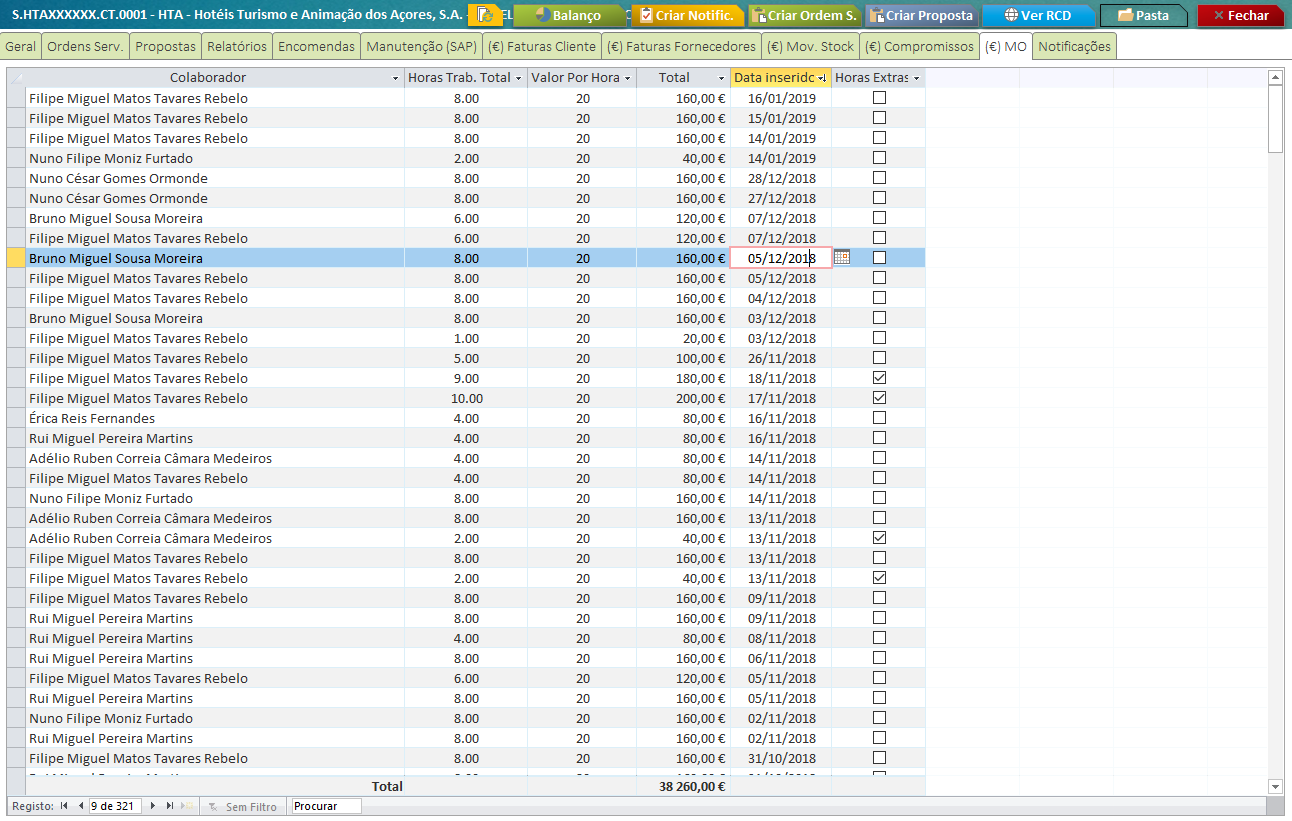 S.HTAXXXXXX.CT.0001 - HTA - Hotéis Turismo e Animação dos Açores, S.A. Balanço Criar Notific. Criar Ordem S. Criar Proposta Ver RCD Pasta Fechar
Geral Ordens Serv. Propostas Relatórios Encomendas Manutenção (SAP) (€) Faturas Cliente (€) Faturas Fornecedores (€) Mov. Stock (€) Compromissos (€) MO Notificações
Colaborador Horas Trab. Total Valor Por Hora Total Data inserido Horas Extras
Filipe Miguel Matos Tavares Rebelo 8.00 20 160,00 € 16/01/2019
Filipe Miguel Matos Tavares Rebelo 8.00 20 160,00 € 15/01/2019
Filipe Miguel Matos Tavares Rebelo 8.00 20 160,00 € 14/01/2019
Nuno Filipe Moniz Furtado 2.00 20 40,00 € 14/01/2019
Nuno César Gomes Ormonde 8.00 20 160,00 € 28/12/2018
Nuno César Gomes Ormonde 8.00 20 160,00 € 27/12/2018
Bruno Miguel Sousa Moreira 6.00 20 120,00 € 07/12/2018
Filipe Miguel Matos Tavares Rebelo 6.00 20 120,00 € 07/12/2018
Bruno Miguel Sousa Moreira 8.00 20 160,00 € 05/12/2018
Filipe Miguel Matos Tavares Rebelo 8.00 20 160,00 € 05/12/2018
Filipe Miguel Matos Tavares Rebelo 8.00 20 160,00 € 04/12/2018
Bruno Miguel Sousa Moreira 8.00 20 160,00 € 03/12/2018
Filipe Miguel Matos Tavares Rebelo 1.00 20 20,00 € 03/12/2018
Filipe Miguel Matos Tavares Rebelo 5.00 20 100,00 € 26/11/2018
Filipe Miguel Matos Tavares Rebelo 9.00 20 180,00 € 18/11/2018
Filipe Miguel Matos Tavares Rebelo 10.00 20 200,00 € 17/11/2018
Érica Reis Fernandes 4.00 20 80,00 € 16/11/2018
Rui Miguel Pereira Martins 4.00 20 80,00 € 16/11/2018
Adélio Ruben Correia Câmara Medeiros 4.00 20 80,00 € 14/11/2018
Filipe Miguel Matos Tavares Rebelo 4.00 20 80,00 € 14/11/2018
Nuno Filipe Moniz Furtado 8.00 20 160,00 € 14/11/2018
Adélio Ruben Correia Câmara Medeiros 8.00 20 160,00 € 13/11/2018
Adélio Ruben Correia Câmara Medeiros 2.00 20 40,00 € 13/11/2018
Filipe Miguel Matos Tavares Rebelo 8.00 20 160,00 € 13/11/2018
Filipe Miguel Matos Tavares Rebelo 2.00 20 40,00 € 13/11/2018
Filipe Miguel Matos Tavares Rebelo 8.00 20 160,00 € 09/11/2018
Rui Miguel Pereira Martins 8.00 20 160,00 € 09/11/2018
Rui Miguel Pereira Martins 4.00 20 80,00 € 08/11/2018
Rui Miguel Pereira Martins 8.00 20 160,00 € 06/11/2018
Filipe Miguel Matos Tavares Rebelo 6.00 20 120,00 € 05/11/2018
Rui Miguel Pereira Martins 8.00 20 160,00 € 05/11/2018
Nuno Filipe Moniz Furtado 8.00 20 160,00 € 02/11/2018
Rui Miguel Pereira Martins 8.00 20 160,00 € 02/11/2018
Filipe Miguel Matos Tavares Rebelo 8.00 20 160,00 € 31/10/2018
Total 38 260,00 €
Registo: 9 de 321 Sem Filtro Procurar